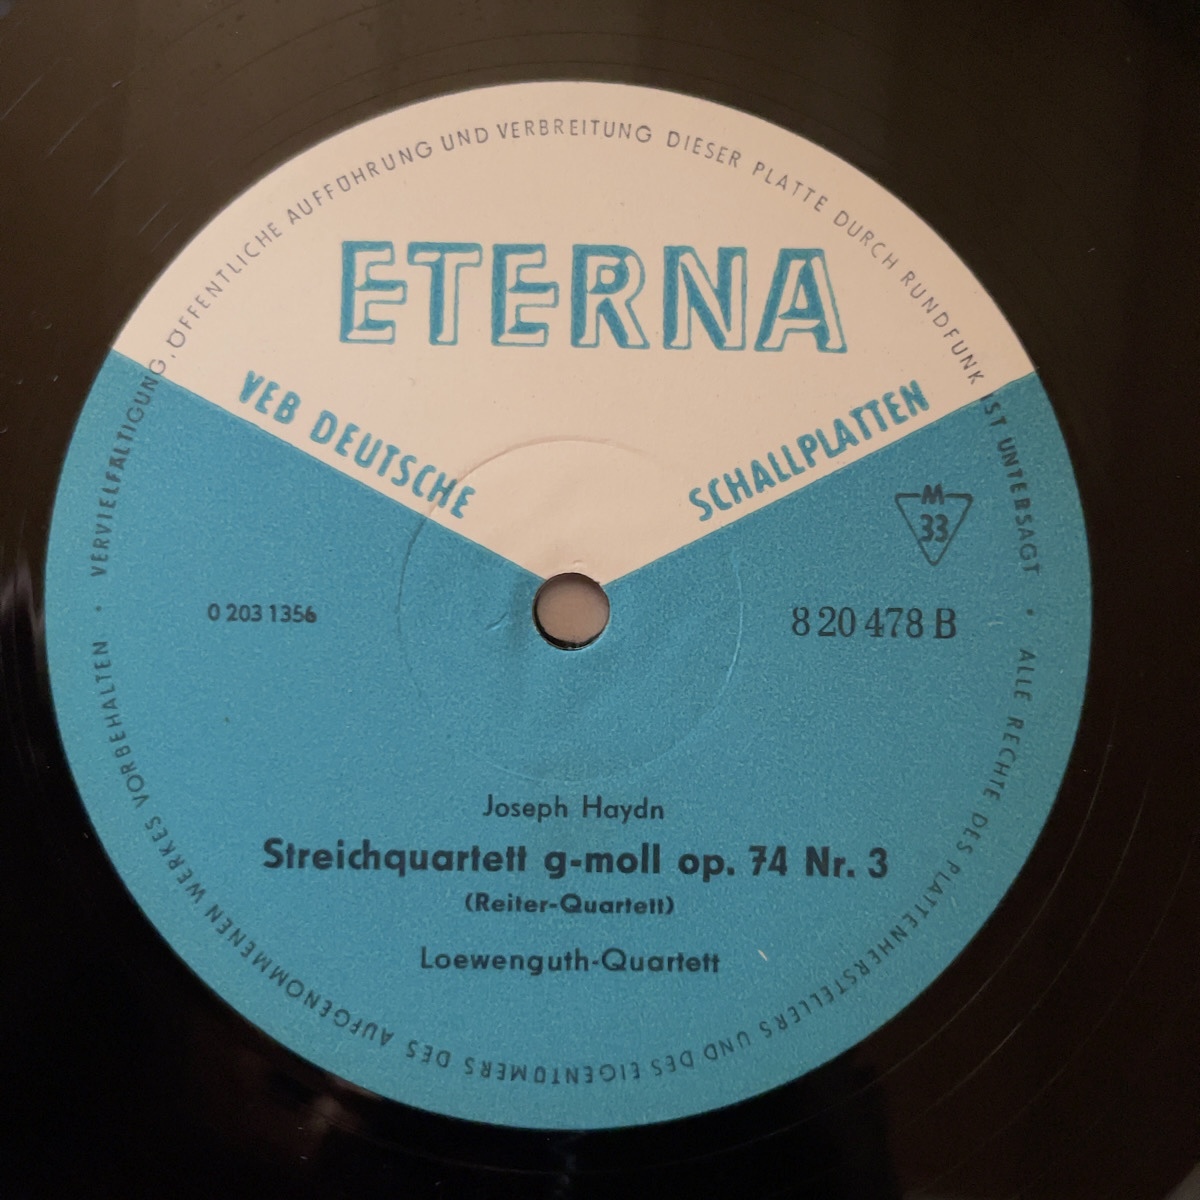 VERVIELFÄLTIGUNG, ÖFFENTLICHE AUFFÜHRUNG UND VERBREITUNG DIESER PLATTE DURCH RUNDFUNK IST UNTERSAGT · ALLE RECHTE DES PLATTENHERSTELLERS UND DES EIGENTÜMERS DES AUFGENOMMENEN WERKES VORBEHALTEN ·
ETERNA
VEB DEUTSCHE SCHALLPLATTEN
M
33
0 203 1356
8 20 478 B
Joseph Haydn
Streichquartett g-moll op. 74 Nr. 3
(Reiter-Quartett)
Loewenguth-Quartett